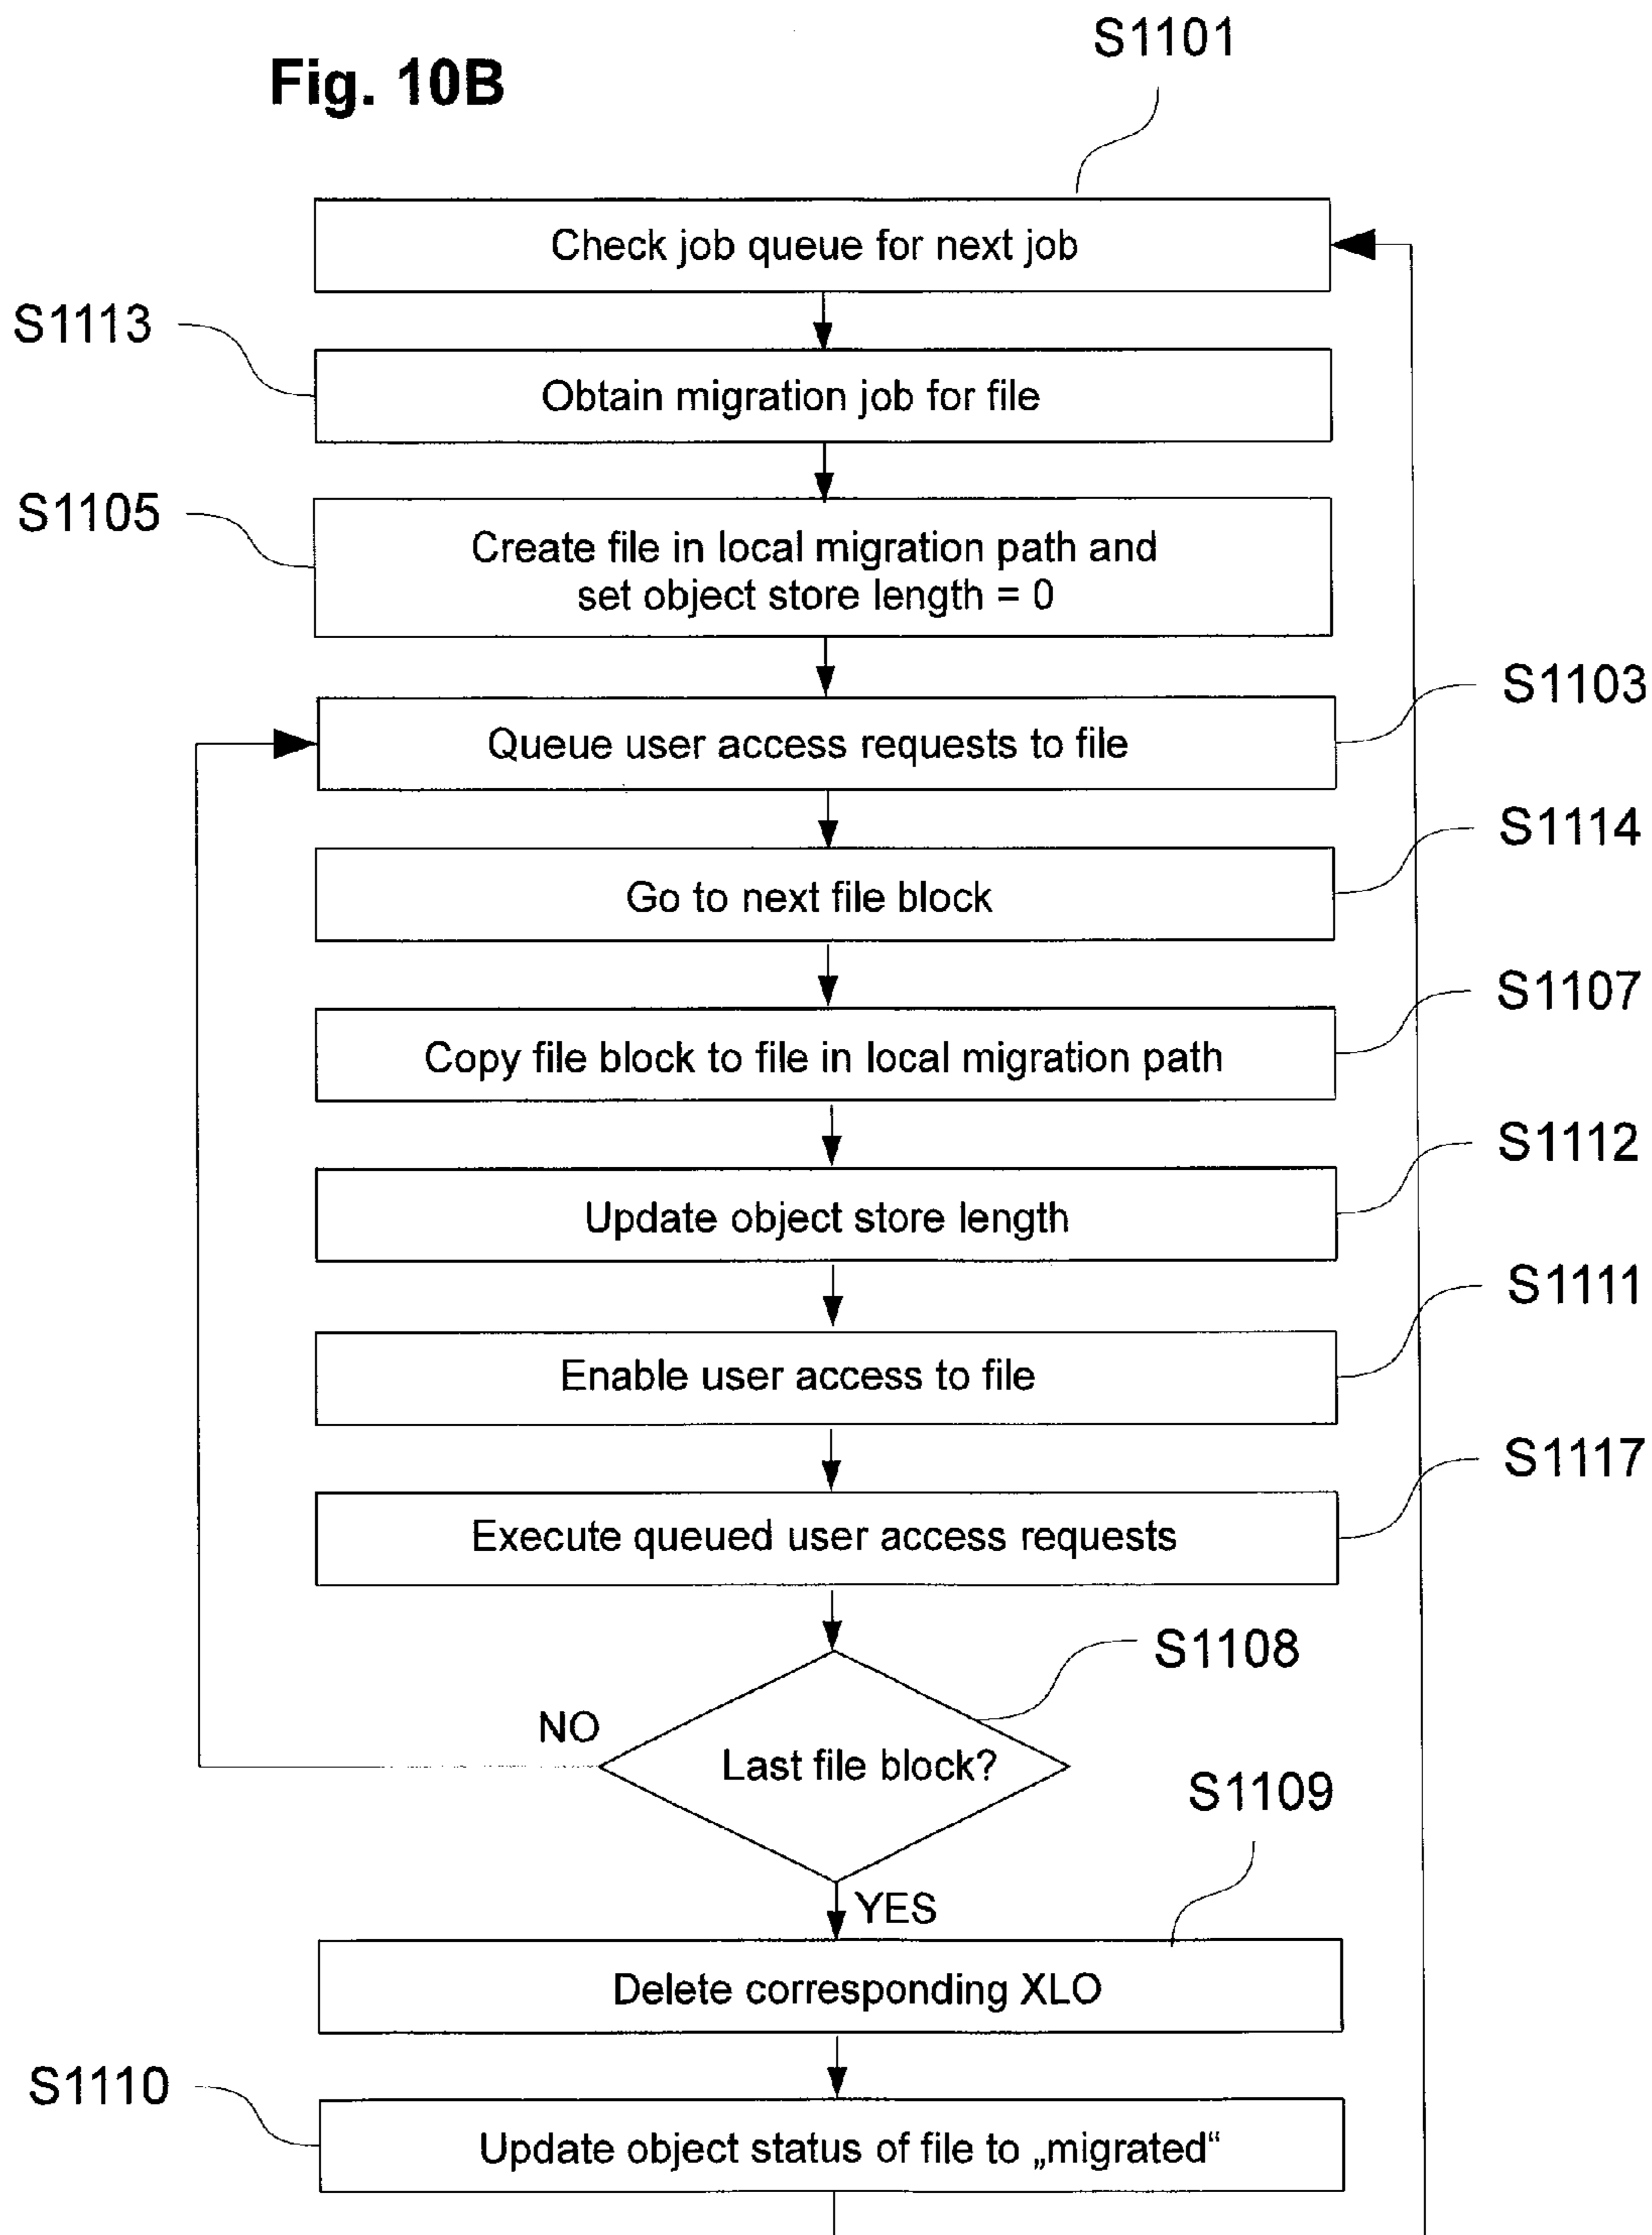 Fig. 10B
S1101
Check job queue for next job
S1113
Obtain migration job for file
S1105
Create file in local migration path and
set object store length = 0
S1103
Queue user access requests to file
S1114
Go to next file block
S1107
Copy file block to file in local migration path
S1112
Update object store length
S1111
Enable user access to file
S1117
Execute queued user access requests
S1108
NO
Last file block?
S1109
YES
Delete corresponding XLO
S1110
Update object status of file to „migrated“